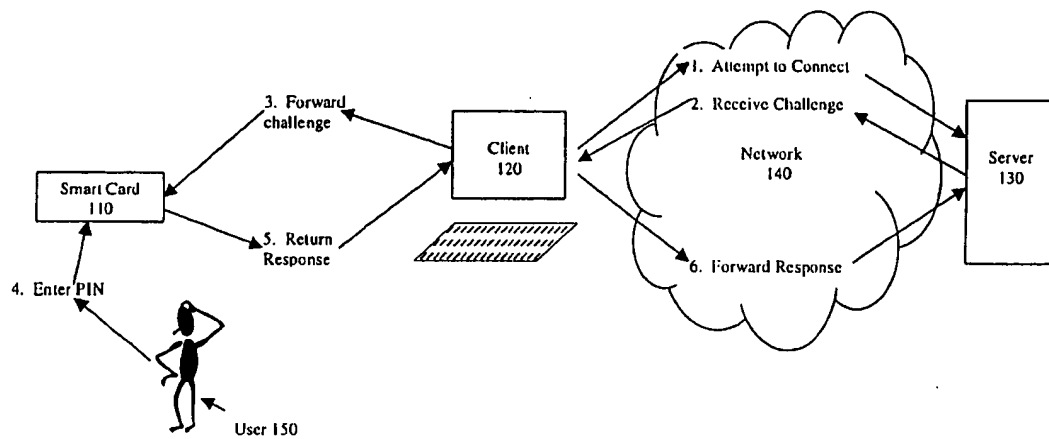 1. Attempt to Connect
3. Forward
challenge
2. Receive Challenge
Client
120
Network
140
Server
130
Smart Card
110
5. Return
Response
6. Forward Response
4. Enter PIN
User 150